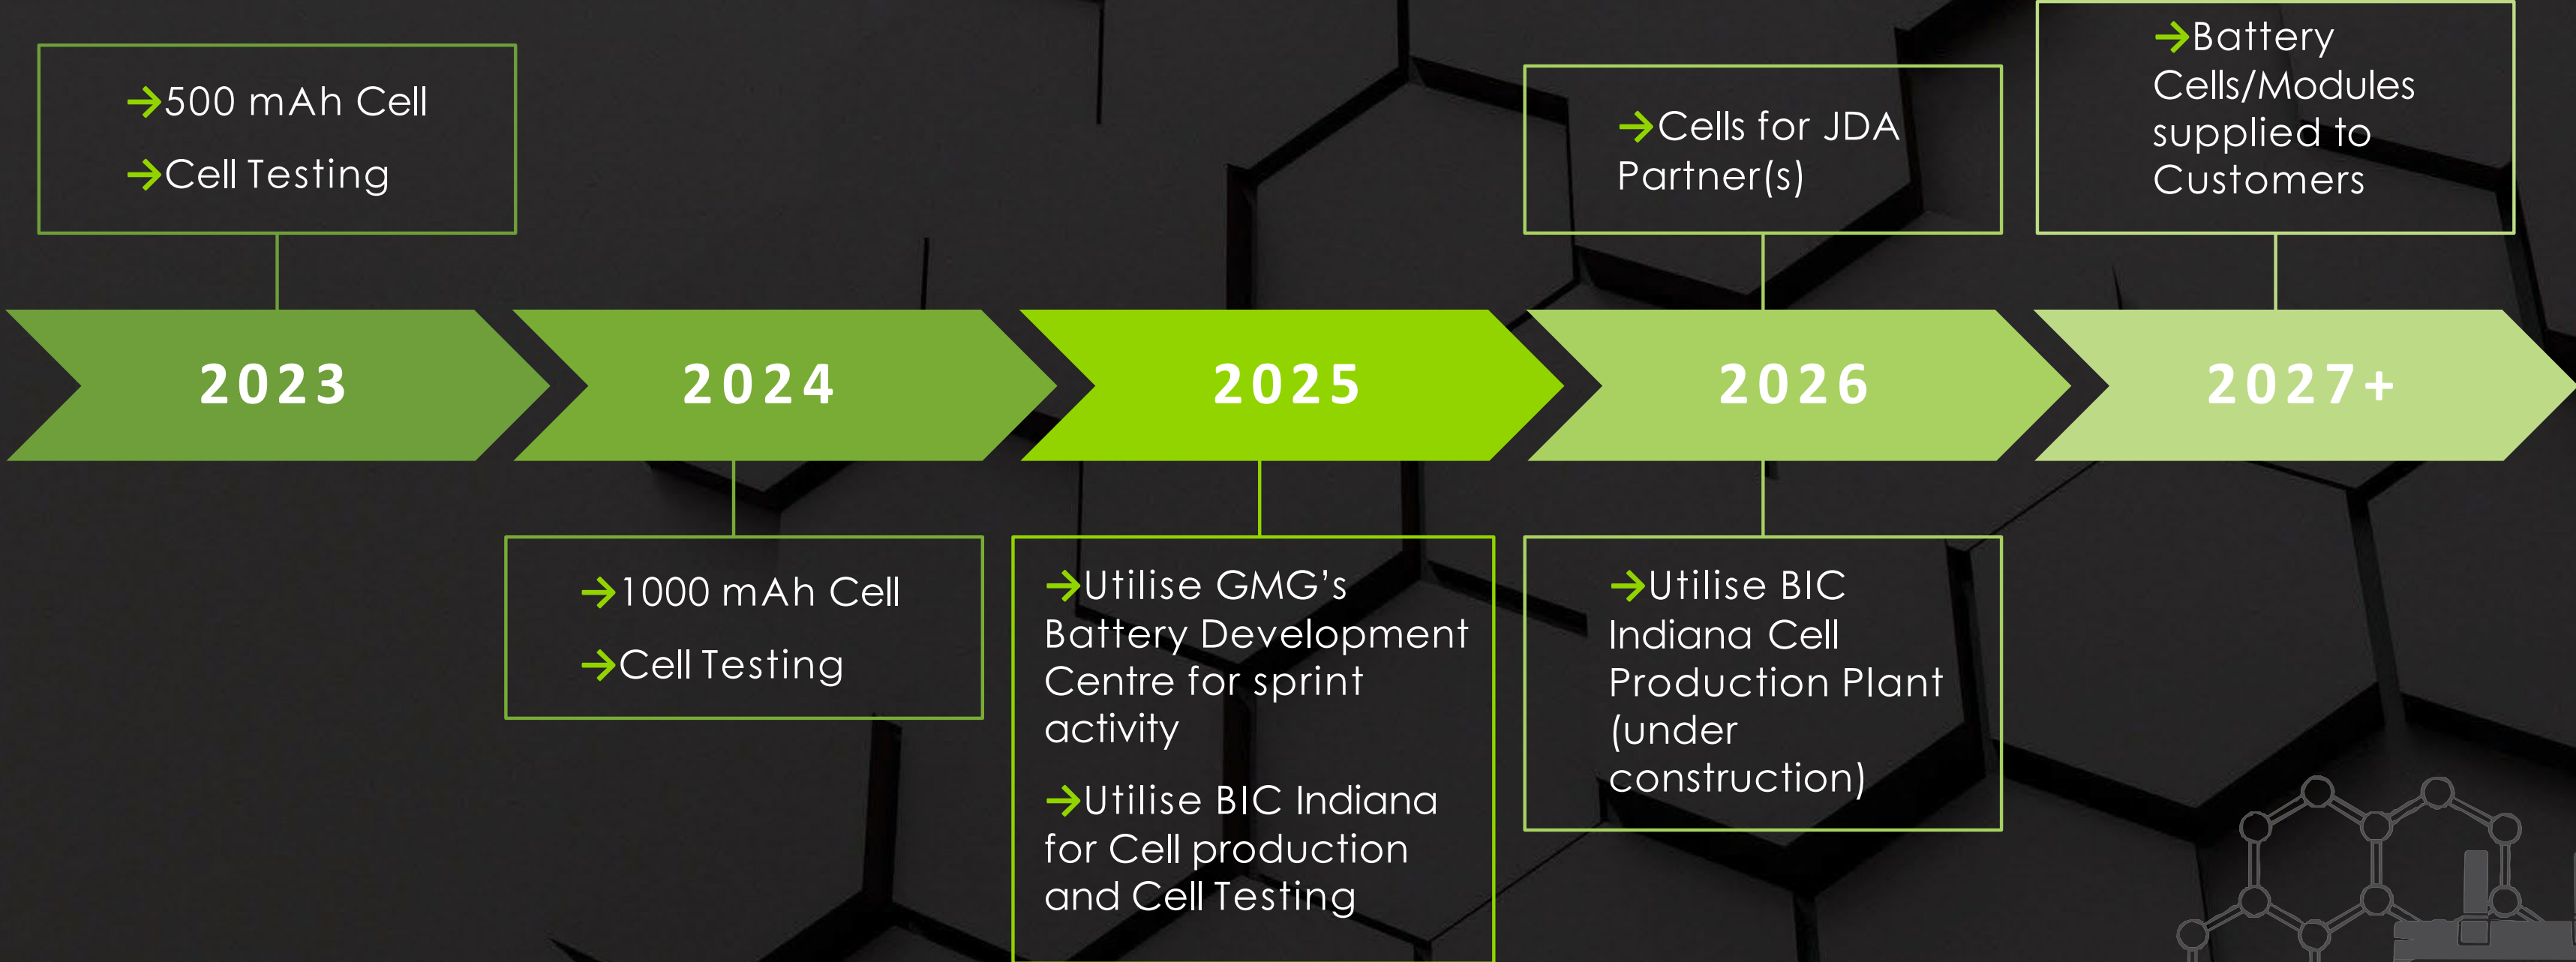 →500 mAh Cell
→Cell Testing
→Cells for JDA
Partner(s)
→Battery
Cells/Modules
supplied to
Customers
2023
2024
2025
2026
2027+
→1000 mAh Cell
→Cell Testing
→Utilise GMG’s
Battery Development
Centre for sprint
activity
→Utilise BIC Indiana
for Cell production
and Cell Testing
→Utilise BIC
Indiana Cell
Production Plant
(under
construction)